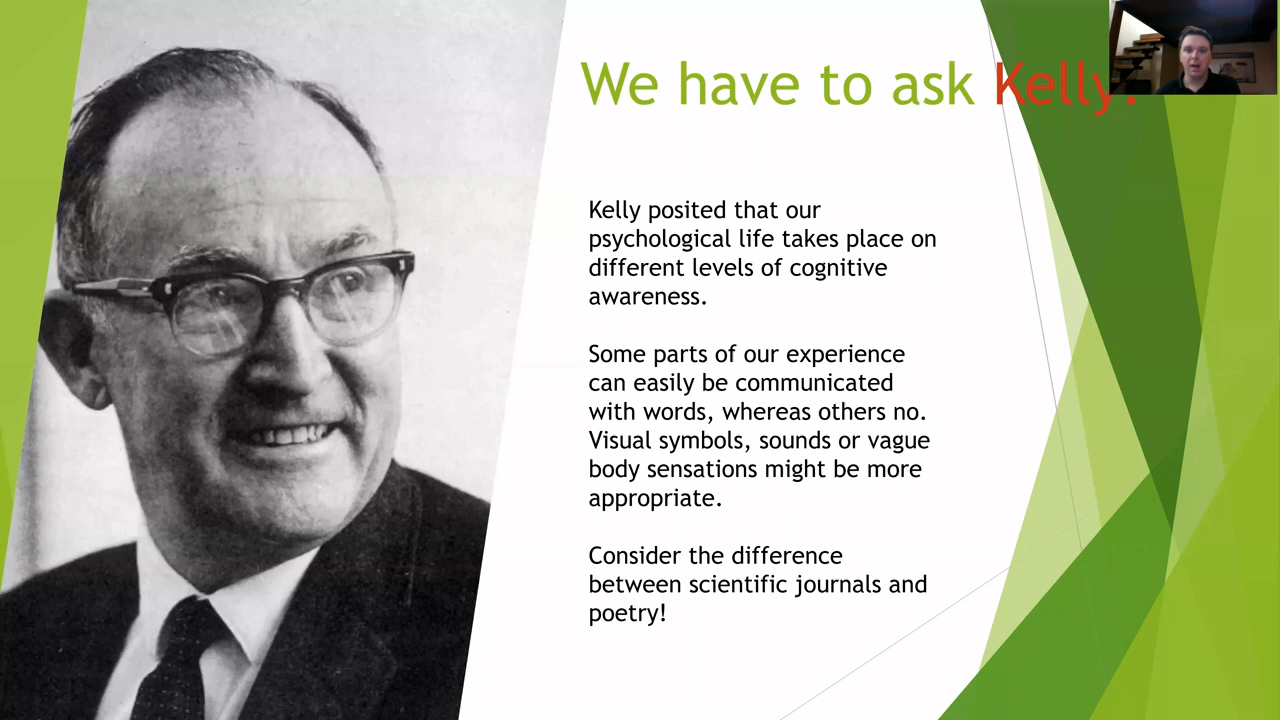 We have to ask Kelly!
Kelly posited that our
psychological life takes place on
different levels of cognitive
awareness.
Some parts of our experience
can easily be communicated
with words, whereas others no.
Visual symbols, sounds or vague
body sensations might be more
appropriate.
Consider the difference
between scientific journals and
poetry!